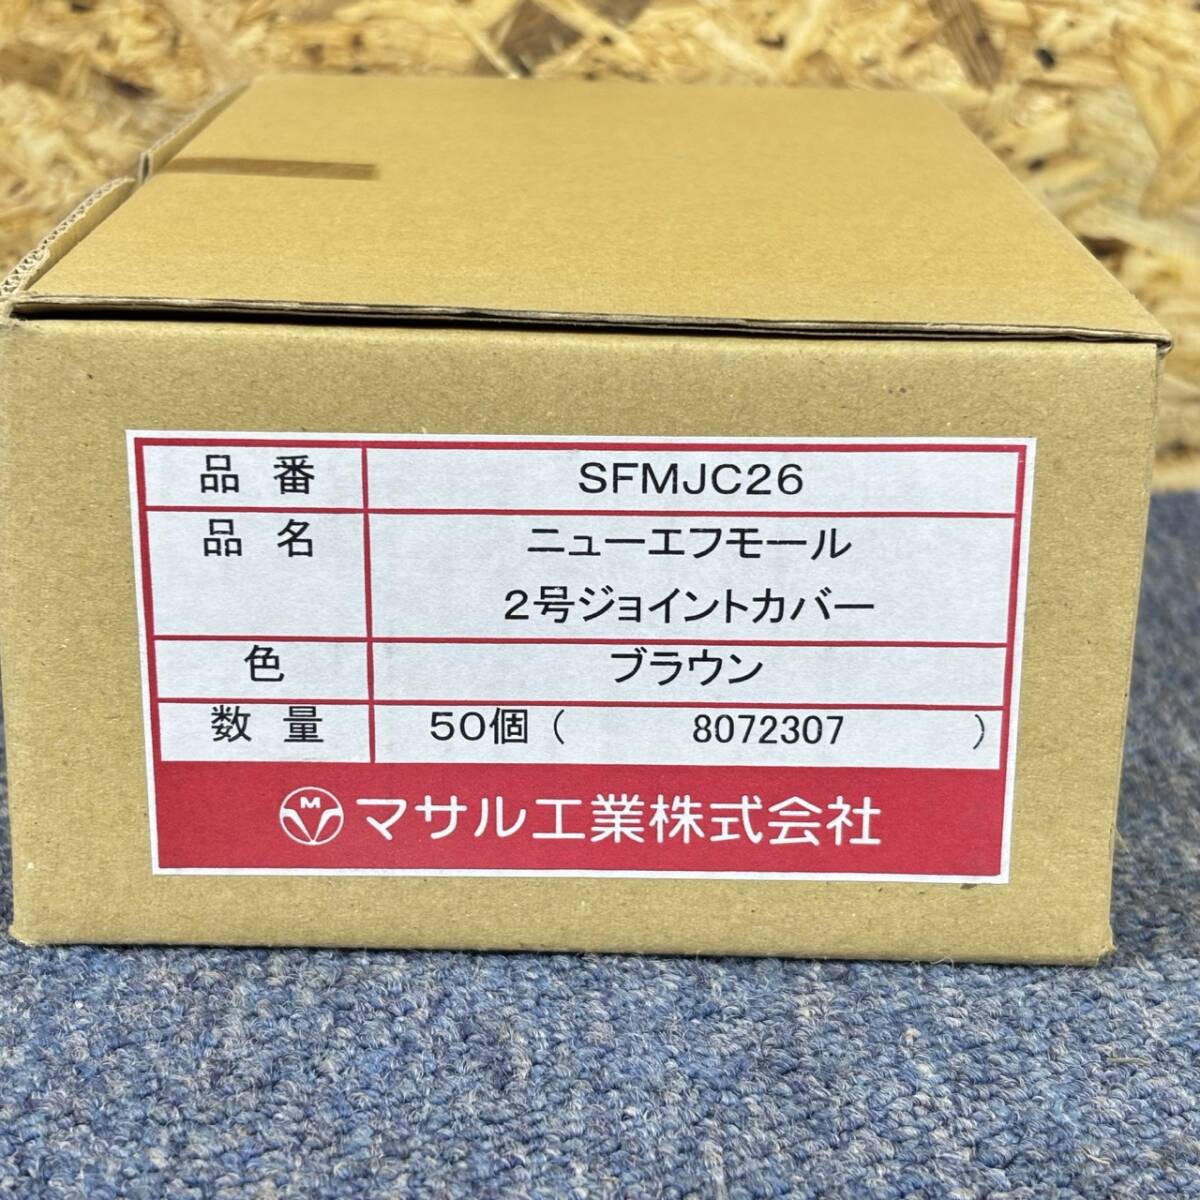 品 番 SFMJC26
品 名 ニューエフモール
２号ジョイントカバー
色 ブラウン
数 量 50個（ 8072307 ）
M マサル工業株式会社